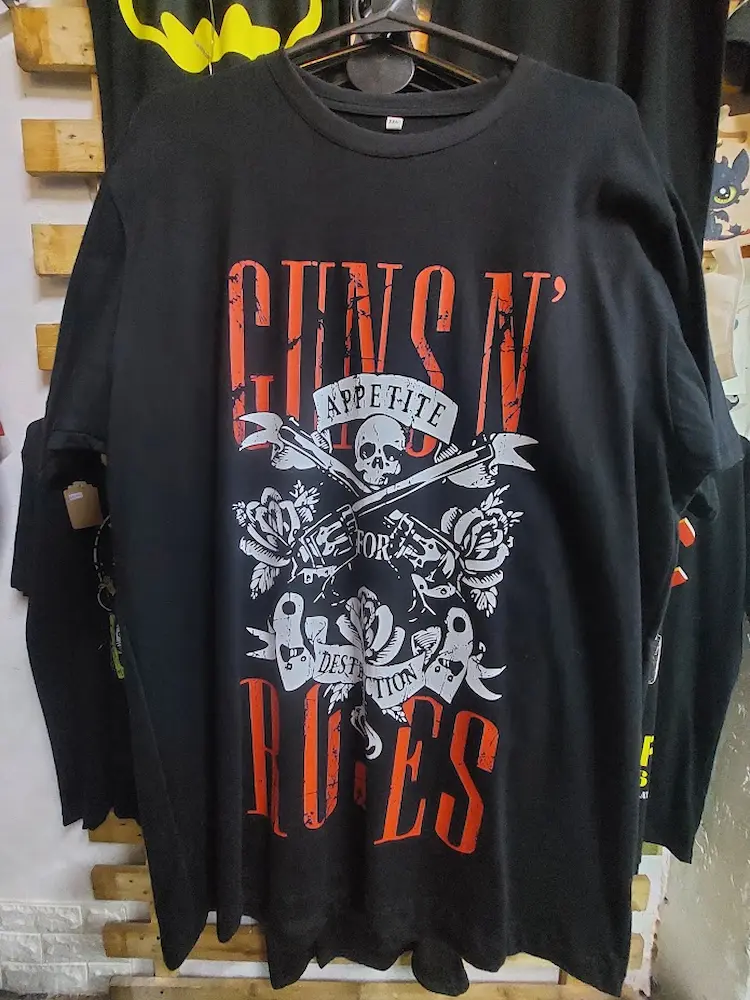 GUNS N'
APPETITE
FOR
DESTRUCTION
ROSES